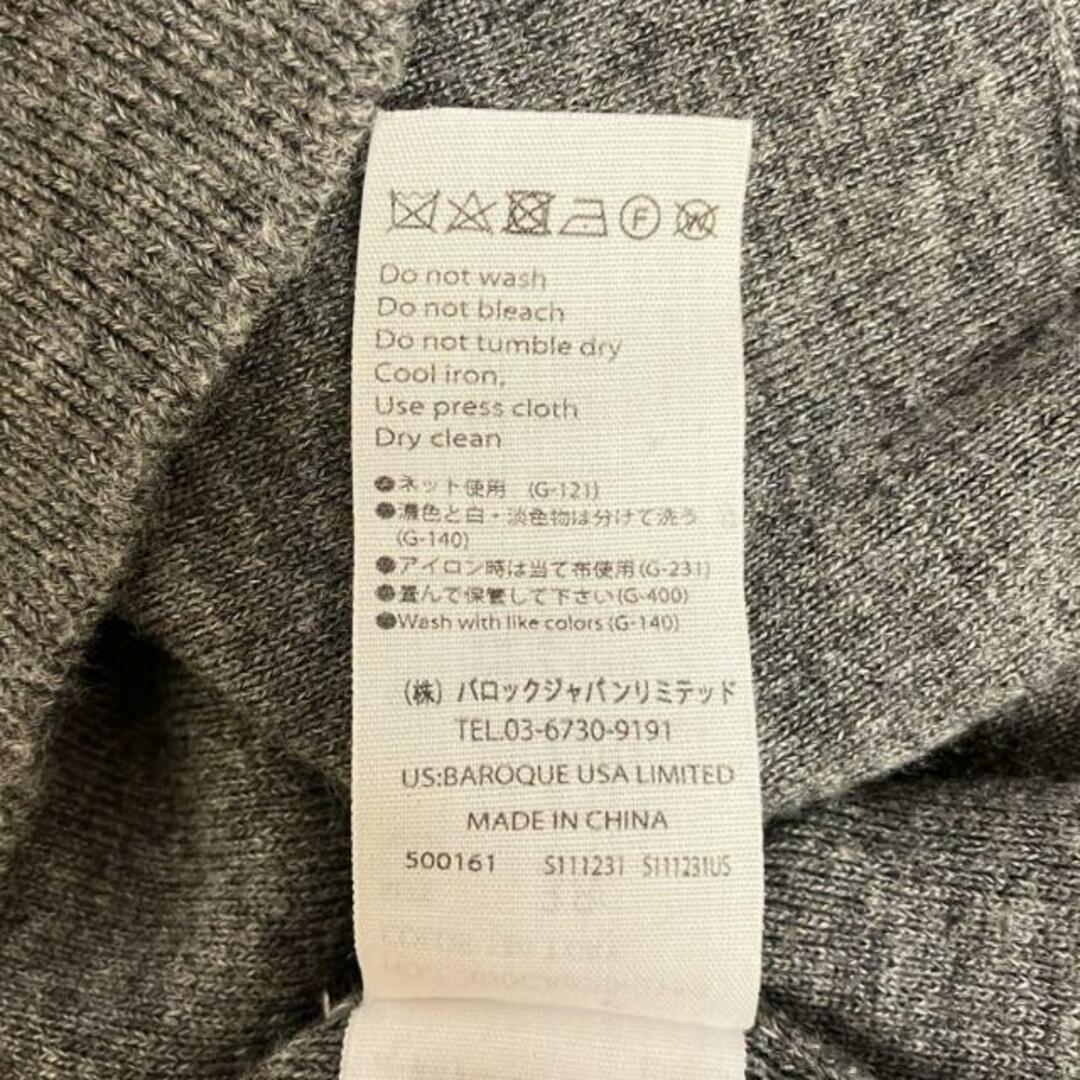 F W
Do not wash
Do not bleach
Do not tumble dry
Cool iron,
Use press cloth
Dry clean
●ネット使用 (G-121)
●濃色と白・淡色物は分けて洗う
(G-140)
●アイロン時は当て布使用(G-231)
●畳んで保管して下さい(G-400)
●Wash with like colors (G-140)
(株) バロックジャパンリミテッド
TEL.03-6730-9191
US:BAROQUE USA LIMITED
MADE IN CHINA
500161 S111231 S111231US